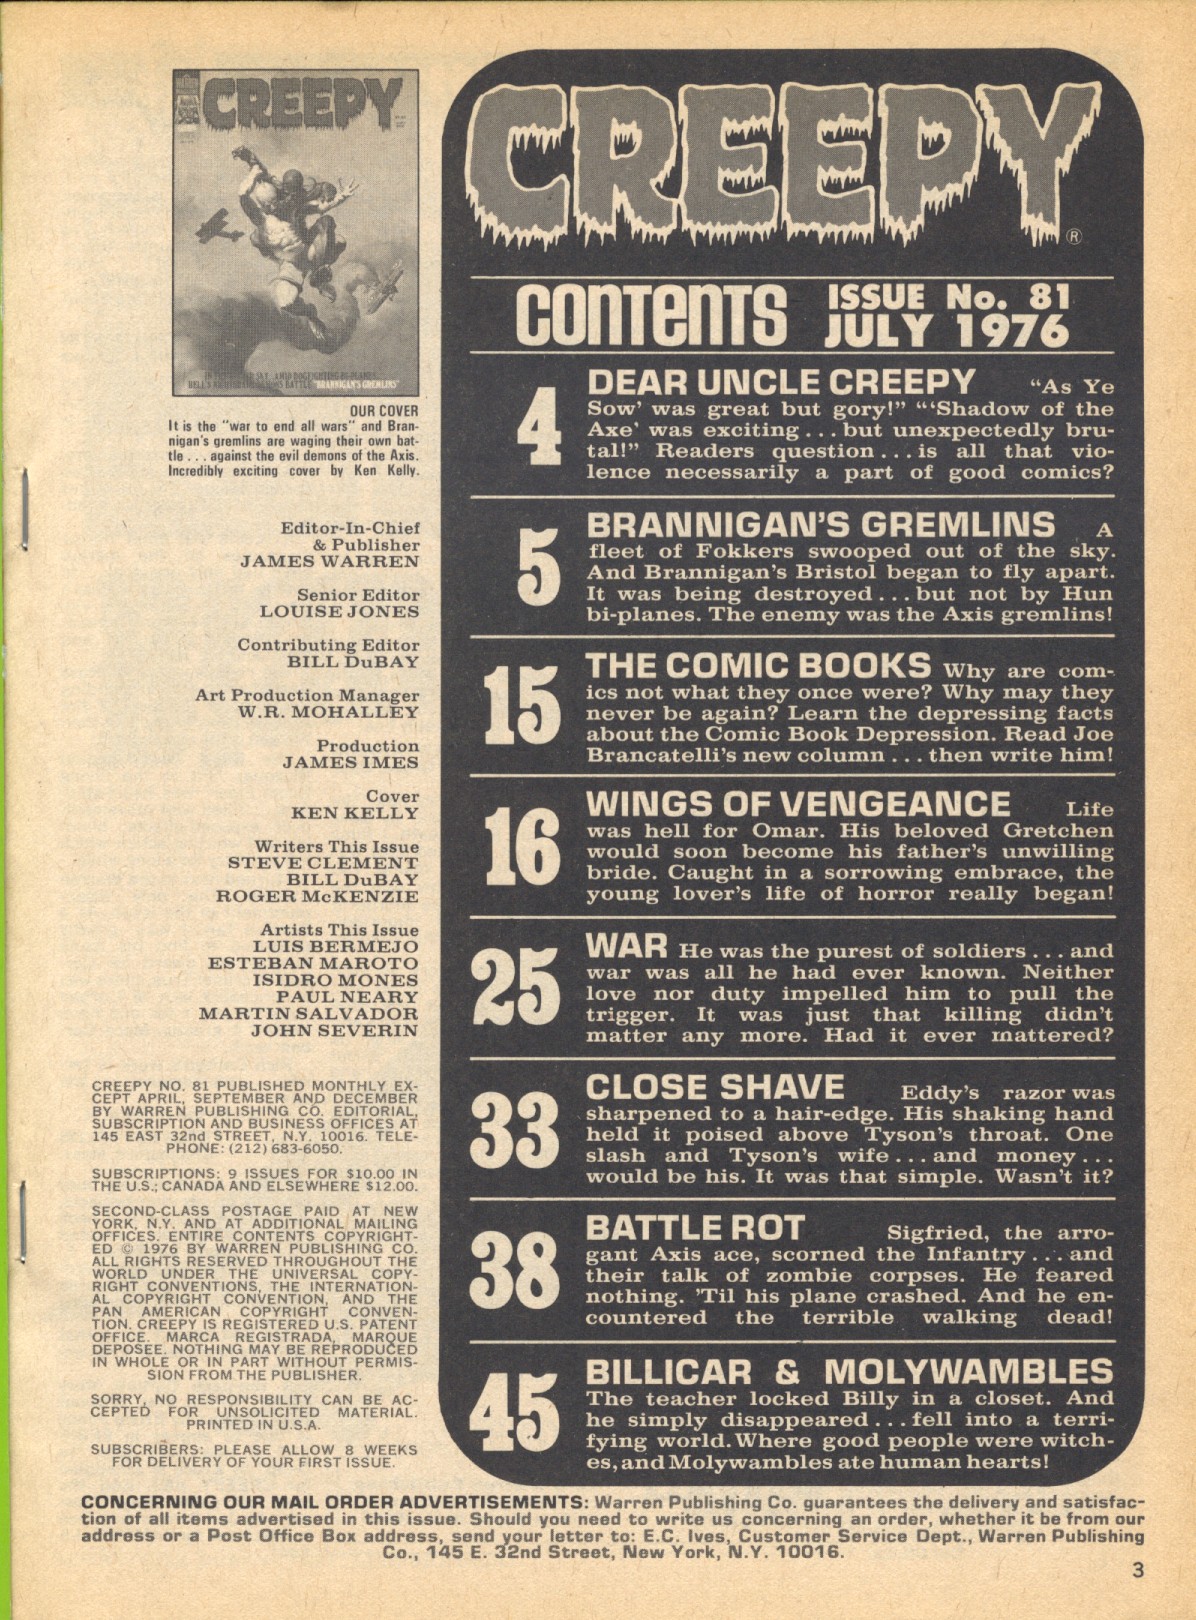 CREEPY
BRANNIGAN'S GREMLINS"
OUR COVER
It is the "war to end all wars" and Bran-
nigan's gremlins are waging their own bat-
tle . . . against the evil demons of the Axis.
Incredibly exciting cover by Ken Kelly.
Editor-In-Chief
& Publisher
JAMES WARREN
Senior Editor
LOUISE JONES
Contributing Editor
BILL DuBAY
Art Production Manager
W.R. MOHALLEY
Production
JAMES IMES
Cover
KEN KELLY
Writers This Issue
STEVE CLEMENT
BILL DuBAY
ROGER McKENZIE
Artists This Issue
LUIS BERMEJO
ESTEBAN MAROTO
ISIDRO MONES
PAUL NEARY
MARTIN SALVADOR
JOHN SEVERIN
CREEPY NO. 81 PUBLISHED MONTHLY EX-
CEPT APRIL, SEPTEMBER AND DECEMBER
BY WARREN PUBLISHING CO. EDITORIAL,
SUBSCRIPTION AND BUSINESS OFFICES AT
145 EAST 32nd STREET, N.Y. 10016. TELE-
PHONE: (212) 683-6050.
SUBSCRIPTIONS: 9 ISSUES FOR $10.00 IN
THE U.S.; CANADA AND ELSEWHERE $12.00.
SECOND-CLASS POSTAGE PAID AT NEW
YORK, N.Y. AND AT ADDITIONAL MAILING
OFFICES. ENTIRE CONTENTS COPYRIGHT-
ED © 1976 BY WARREN PUBLISHING CO.
ALL RIGHTS RESERVED THROUGHOUT THE
WORLD UNDER THE UNIVERSAL COPY-
RIGHT CONVENTIONS, THE INTERNATION-
AL COPYRIGHT CONVENTION, AND THE
PAN AMERICAN COPYRIGHT CONVEN-
TION. CREEPY IS REGISTERED U.S. PATENT
OFFICE. MARCA REGISTRADA, MARQUE
DEPOSEE. NOTHING MAY BE REPRODUCED
IN WHOLE OR IN PART WITHOUT PERMIS-
SION FROM THE PUBLISHER.
SORRY, NO RESPONSIBILITY CAN BE AC-
CEPTED FOR UNSOLICITED MATERIAL.
PRINTED IN U.S.A.
SUBSCRIBERS: PLEASE ALLOW 8 WEEKS
FOR DELIVERY OF YOUR FIRST ISSUE.
CREEPY®
CONTENTS ISSUE No. 81
JULY 1976
4 DEAR UNCLE CREEPY "As Ye
Sow' was great but gory!" "'Shadow of the
Axe' was exciting . . . but unexpectedly bru-
tal!" Readers question . . . is all that vio-
lence necessarily a part of good comics?
5 BRANNIGAN'S GREMLINS A
fleet of Fokkers swooped out of the sky.
And Brannigan's Bristol began to fly apart.
It was being destroyed . . . but not by Hun
bi-planes. The enemy was the Axis gremlins!
15 THE COMIC BOOKS Why are com-
ics not what they once were? Why may they
never be again? Learn the depressing facts
about the Comic Book Depression. Read Joe
Brancatelli's new column . . . then write him!
16 WINGS OF VENGEANCE Life
was hell for Omar. His beloved Gretchen
would soon become his father's unwilling
bride. Caught in a sorrowing embrace, the
young lover's life of horror really began!
25 WAR He was the purest of soldiers . . . and
war was all he had ever known. Neither
love nor duty impelled him to pull the
trigger. It was just that killing didn't
matter any more. Had it ever mattered?
33 CLOSE SHAVE Eddy's razor was
sharpened to a hair-edge. His shaking hand
held it poised above Tyson's throat. One
slash and Tyson's wife . . . and money . . .
would be his. It was that simple. Wasn't it?
38 BATTLE ROT Sigfried, the arro-
gant Axis ace, scorned the Infantry . . . and
their talk of zombie corpses. He feared
nothing. 'Til his plane crashed. And he en-
countered the terrible walking dead!
45 BILLICAR & MOLYWAMBLES
The teacher locked Billy in a closet. And
he simply disappeared . . . fell into a terri-
fying world. Where good people were witch-
es, and Molywambles ate human hearts!
CONCERNING OUR MAIL ORDER ADVERTISEMENTS: Warren Publishing Co. guarantees the delivery and satisfac-
tion of all items advertised in this issue. Should you need to write us concerning an order, whether it be from our
address or a Post Office Box address, send your letter to: E.C. Ives, Customer Service Dept., Warren Publishing
Co., 145 E. 32nd Street, New York, N.Y. 10016.
3